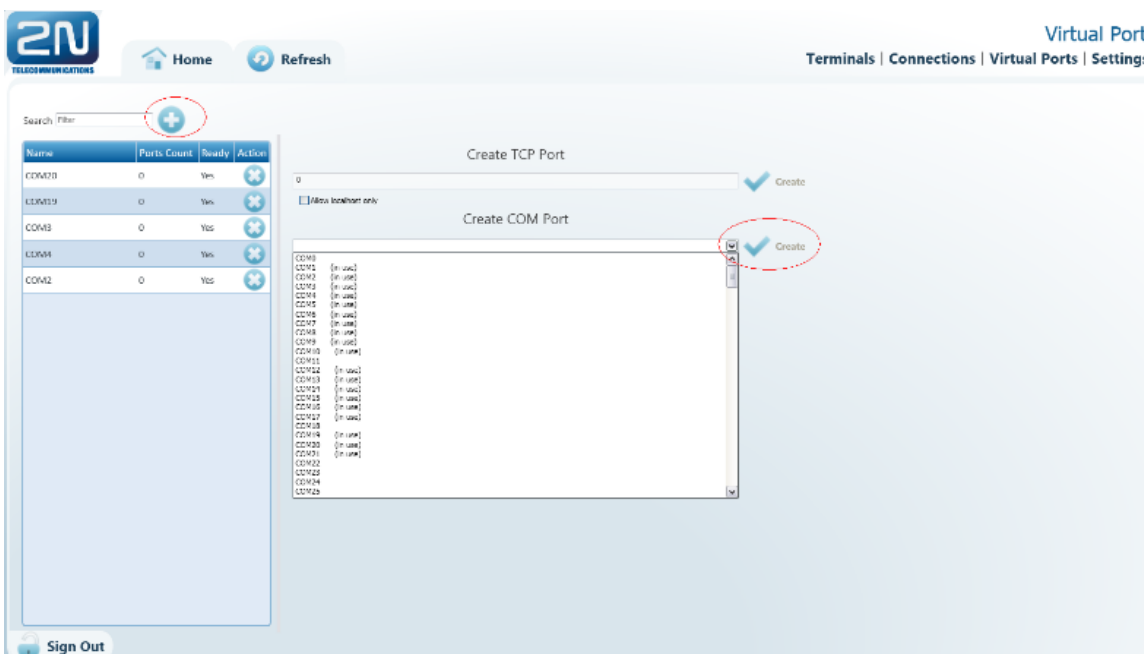 2N
TELECOMMUNICATIONS
Home
Refresh
Virtual Port
Terminals | Connections | Virtual Ports | Settings
Search Filter
Name Ports Count Ready Action
COM20 0 Yes
COM19 0 Yes
COM3 0 Yes
COM4 0 Yes
COM2 0 Yes
Create TCP Port
0 Create
Allow localhost only
Create COM Port
Create
COM0
COM1 (in use)
COM2 (in use)
COM3 (in use)
COM4 (in use)
COM5 (in use)
COM6 (in use)
COM7 (in use)
COM8 (in use)
COM9 (in use)
COM10 (in use)
COM11
COM12 (in use)
COM13 (in use)
COM14 (in use)
COM15 (in use)
COM16 (in use)
COM17 (in use)
COM18
COM19 (in use)
COM20 (in use)
COM21 (in use)
COM22
COM23
COM24
COM25
Sign Out